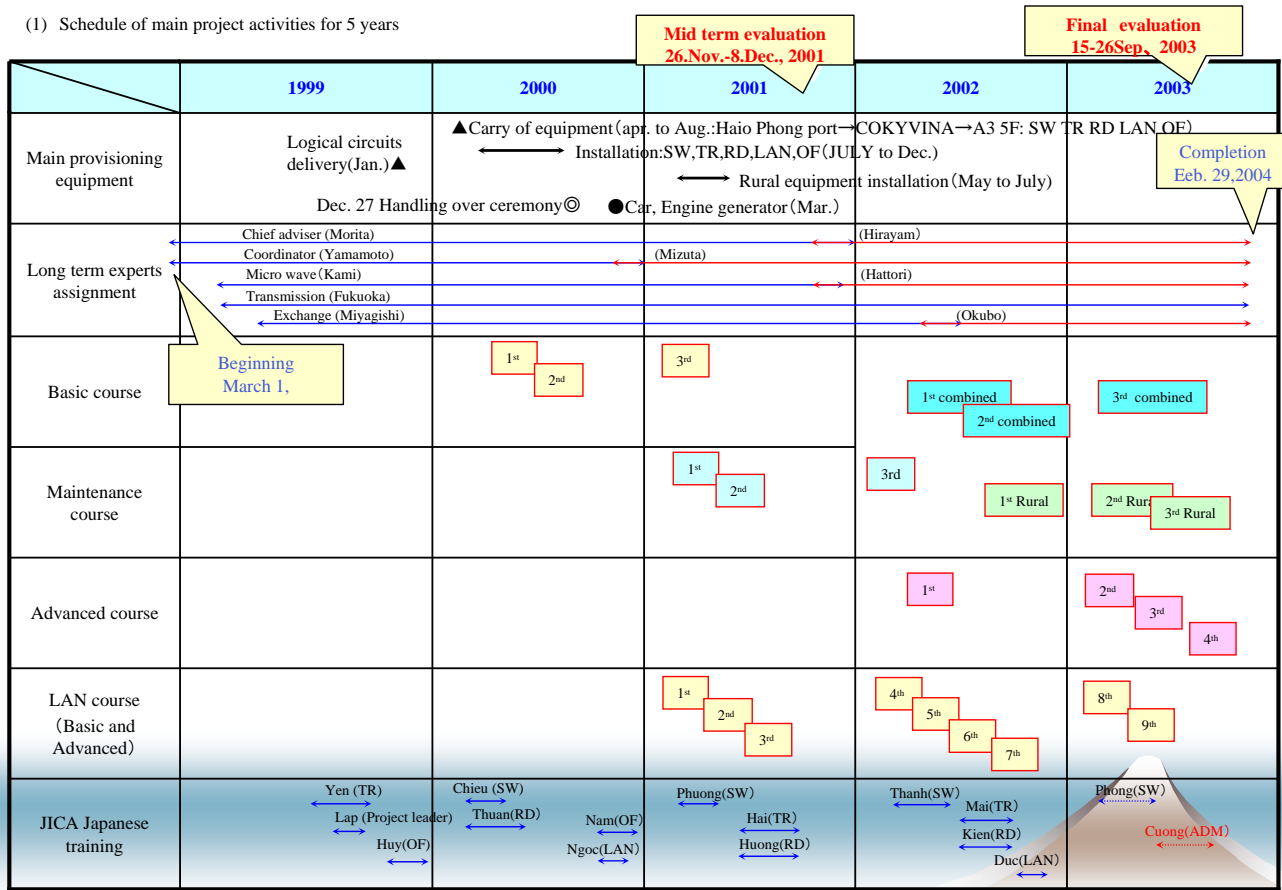 (1) Schedule of main project activities for 5 years
Mid term evaluation
26.Nov.-8.Dec., 2001
Final evaluation
15-26Sep., 2003
1999
2000
2001
2002
2003
Main provisioning
equipment
▲Carry of equipment(apr. to Aug.:Haio Phong port→COKYVINA→A3 5F: SW TR RD LAN OF)
Logical circuits
delivery(Jan.)▲
Installation:SW,TR,RD,LAN,OF(JULY to Dec.)
Rural equipment installation(May to July)
Dec. 27 Handling over ceremony◎
●Car, Engine generator(Mar.)
Completion
Eeb. 29,2004
Long term experts
assignment
Chief adviser (Morita)
(Hirayam)
Coordinator (Yamamoto)
(Mizuta)
Micro wave(Kami)
(Hattori)
Transmission (Fukuoka)
Exchange (Miyagishi)
(Okubo)
Beginning
March 1,
Basic course
1st
2nd
3rd
1st combined
2nd combined
3rd combined
Maintenance
course
1st
2nd
3rd
1st Rural
2nd Rural
3rd Rural
Advanced course
1st
2nd
3rd
4th
LAN course
(Basic and
Advanced)
1st
2nd
3rd
4th
5th
6th
7th
8th
9th
JICA Japanese
training
Yen (TR)
Lap (Project leader)
Huy(OF)
Chieu (SW)
Thuan(RD)
Nam(OF)
Ngoc(LAN)
Phuong(SW)
Hai(TR)
Huong(RD)
Thanh(SW)
Mai(TR)
Kien(RD)
Duc(LAN)
Phong(SW)
Cuong(ADM)